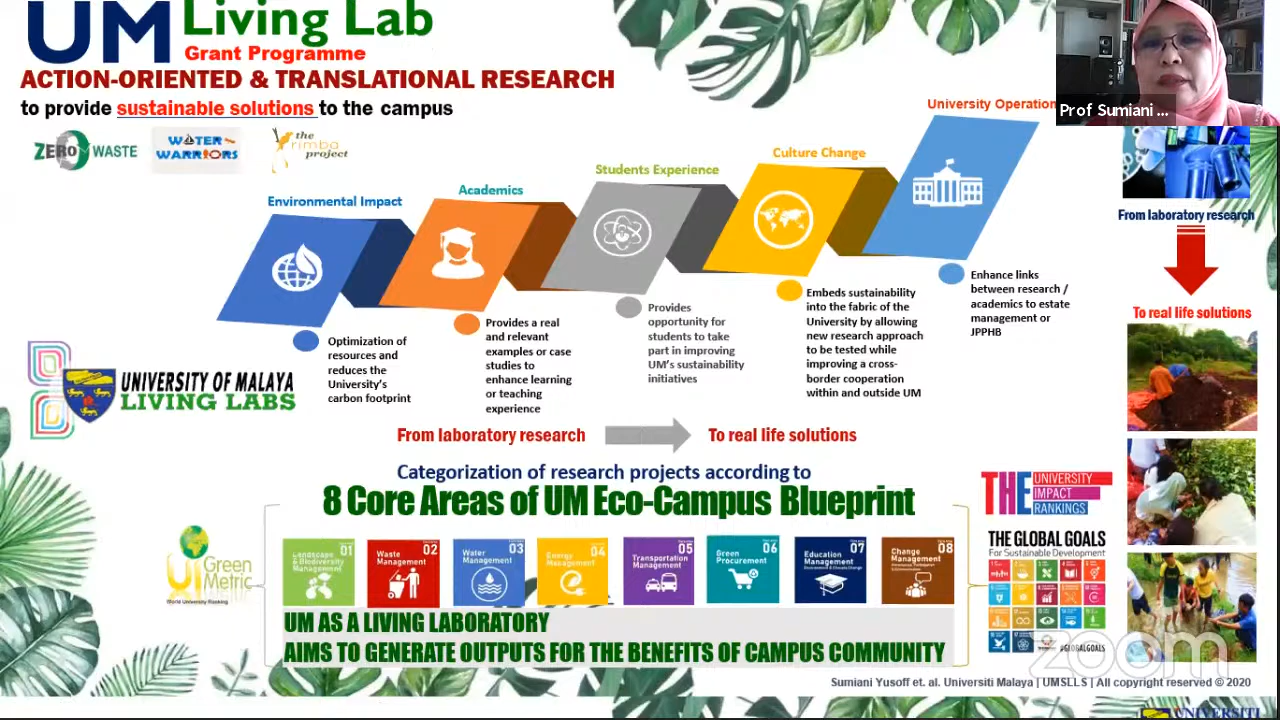 UM Living Lab
Grant Programme
ACTION-ORIENTED & TRANSLATIONAL RESEARCH
to provide sustainable solutions to the campus
ZERO WASTE
WATER WARRIORS
the
rimba
project
Environmental Impact
Academics
Students Experience
Culture Change
University Operation
Prof Sumiani ...
Optimization of
resources and
reduces the
University's
carbon footprint
Provides a real
and relevant
examples or case
studies to
enhance learning
or teaching
experience
Provides
opportunity for
students to take
part in improving
UM's sustainability
initiatives
Embeds sustainability
into the fabric of the
University by allowing
new research approach
to be tested while
improving a cross-
border cooperation
within and outside UM
Enhance links
between research /
academics to estate
management or
JPPHB
From laboratory research
To real life solutions
UNIVERSITY OF MALAYA
LIVING LABS
From laboratory research
To real life solutions
Categorization of research projects according to
8 Core Areas of UM Eco-Campus Blueprint
UI Green
Metric
World University Ranking
Landscape
& Biodiversity
Management
01
Waste
Management
02
Water
Management
03
Energy
Management
04
Transportation
Management
05
Green
Procurement
06
Education
Management
07
Change
Management
08
THE UNIVERSITY
IMPACT
RANKINGS
THE GLOBAL GOALS
For Sustainable Development
#GLOBALGOALS
UM AS A LIVING LABORATORY
AIMS TO GENERATE OUTPUTS FOR THE BENEFITS OF CAMPUS COMMUNITY
zoom
Sumiani Yusoff et. al. Universiti Malaya | UMSLLS | All copyright reserved © 2020
UNIVERSITI